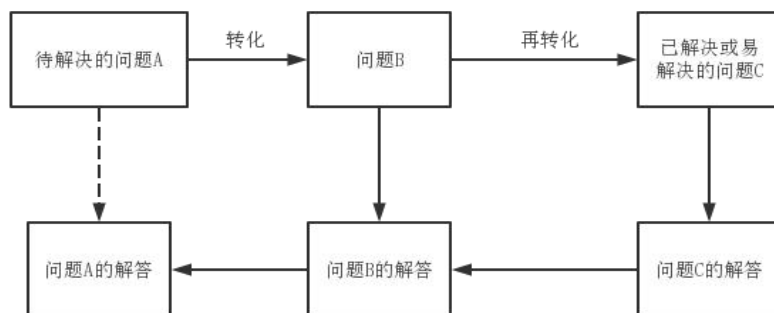 待解决的问题A
转化
问题B
再转化
已解决或易
解决的问题C
问题A的解答
问题B的解答
问题C的解答